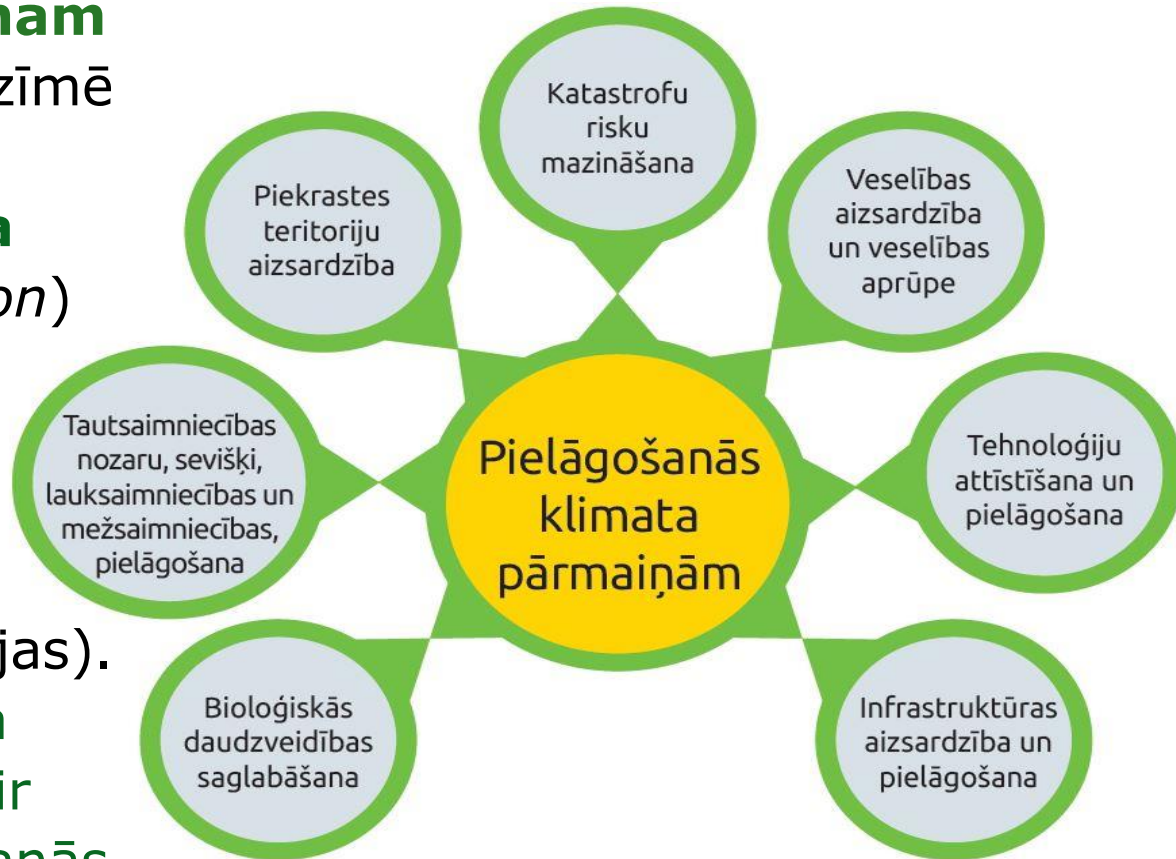 nam
zīmē
a
on)
jas).
ir
Katastrofu
risku
mazināšana
Piekrastes
teritoriju
aizsardzība
Veselības
aizsardzība
un veselības
aprūpe
Tautsaimniecības
nozaru, sevišķi,
lauksaimniecības un
mežsaimniecības,
pielāgošana
Pielāgošanās
klimata
pārmaiņām
Tehnoloģiju
attīstīšana un
pielāgošana
Bioloģiskās
daudzveidības
saglabāšana
Infrastruktūras
aizsardzība un
pielāgošana